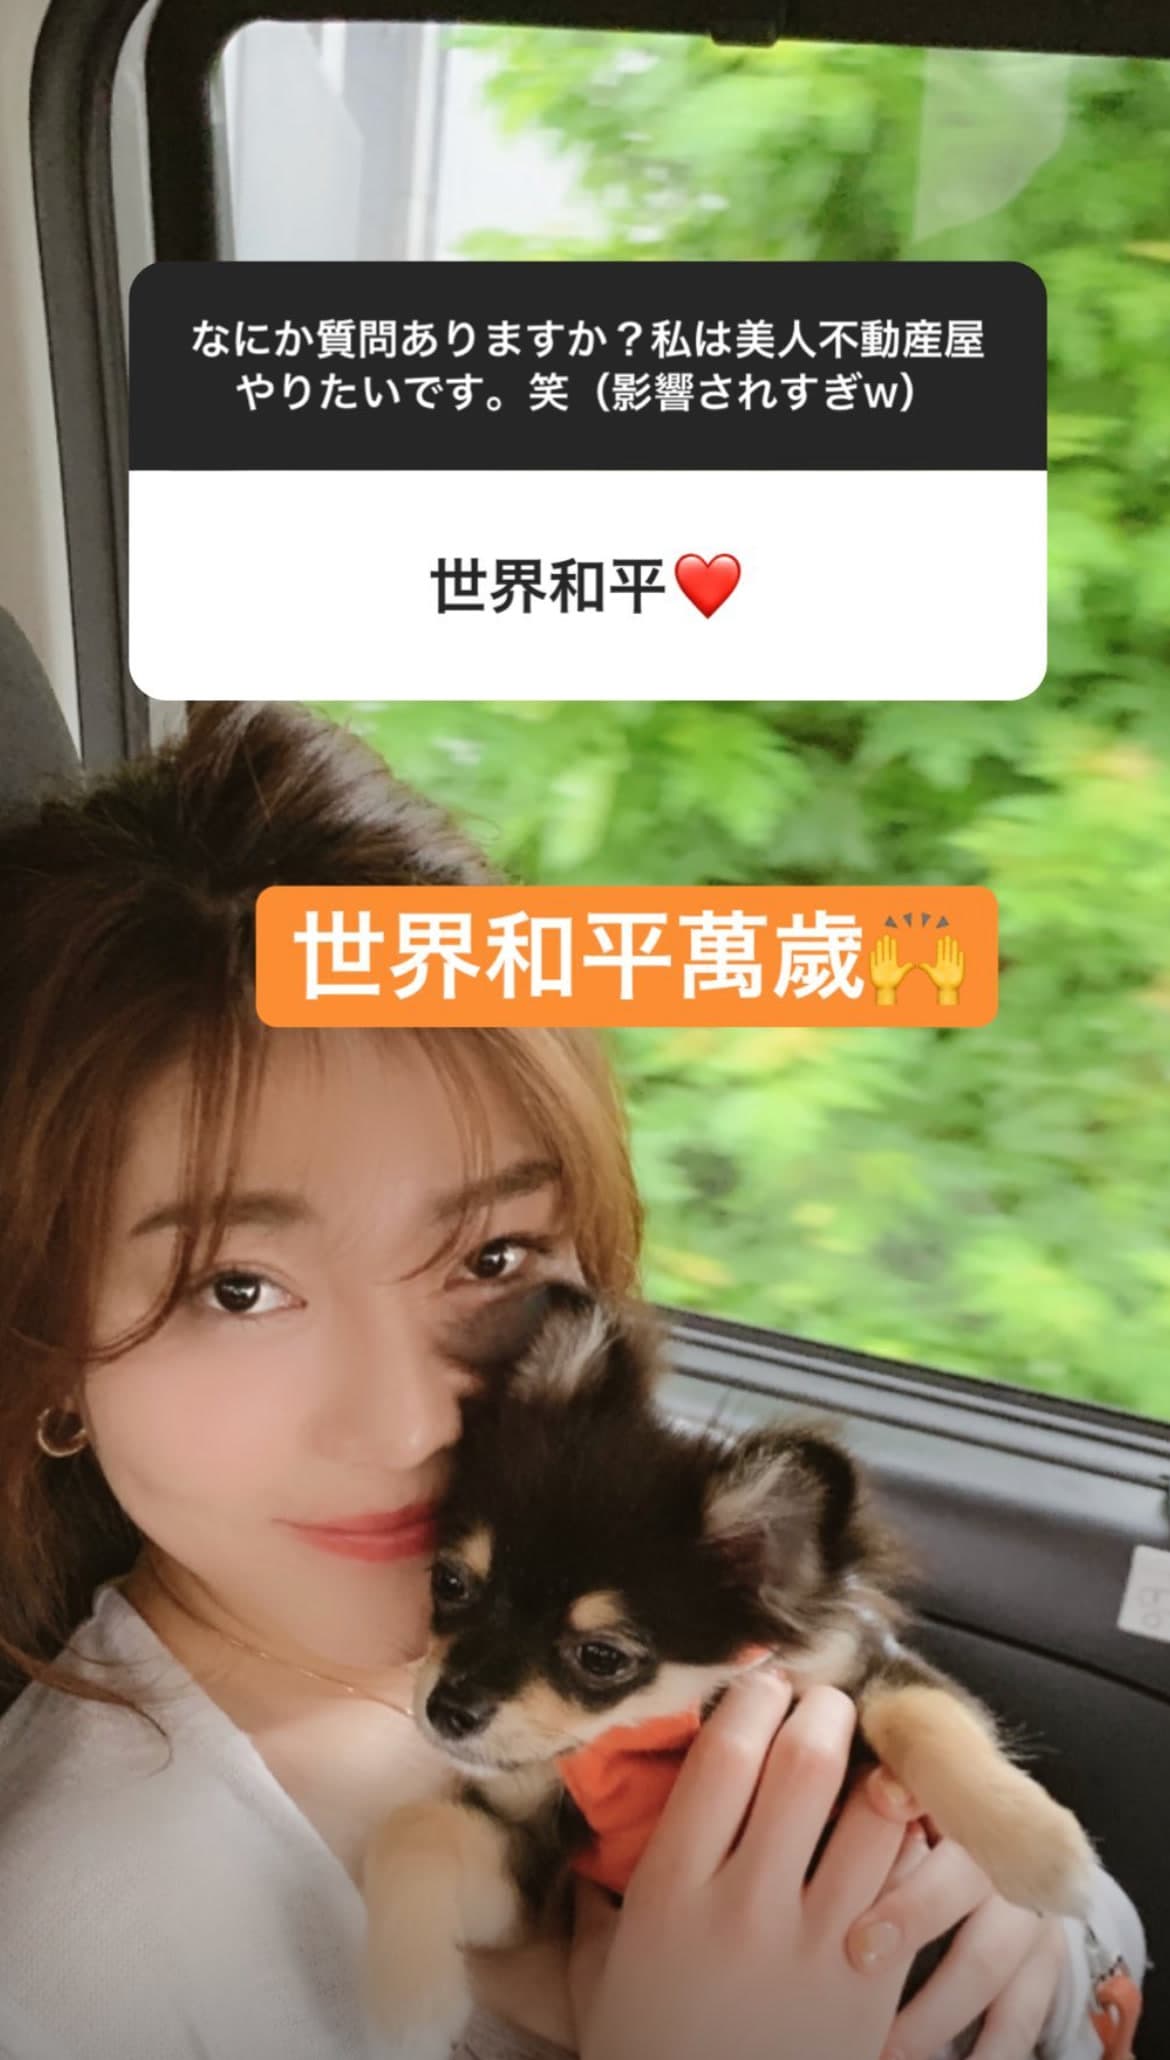 なにか質問ありますか？私は美人不動産屋
やりたいです。笑（影響されすぎw）
世界和平❤️
世界和平萬歲🙌